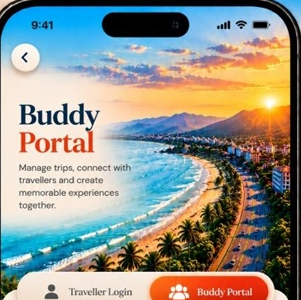 9:41
Buddy
Portal
Manage trips, connect with
travellers and create
memorable experiences
together.
Traveller Login
Buddy Portal